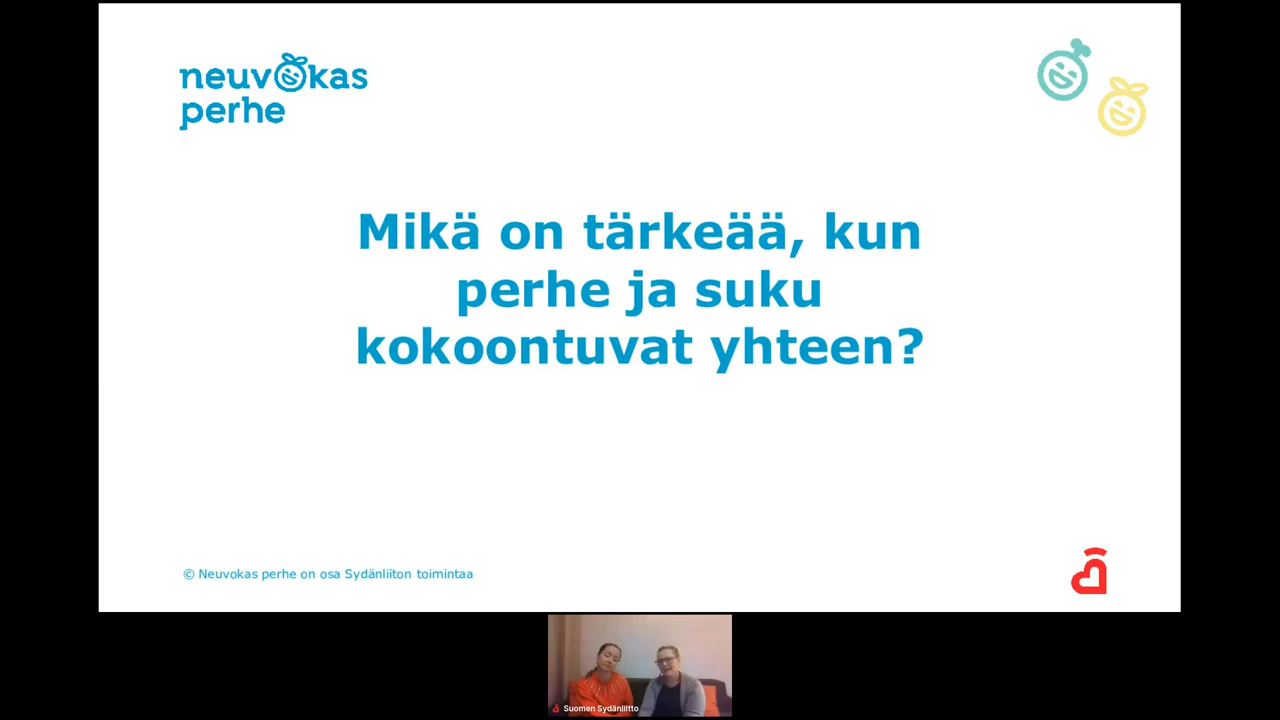 neuvokas
perhe
Mikä on tärkeää, kun
perhe ja suku
kokoontuvat yhteen?
© Neuvokas perhe on osa Sydänliiton toimintaa
Suomen Sydänliitto